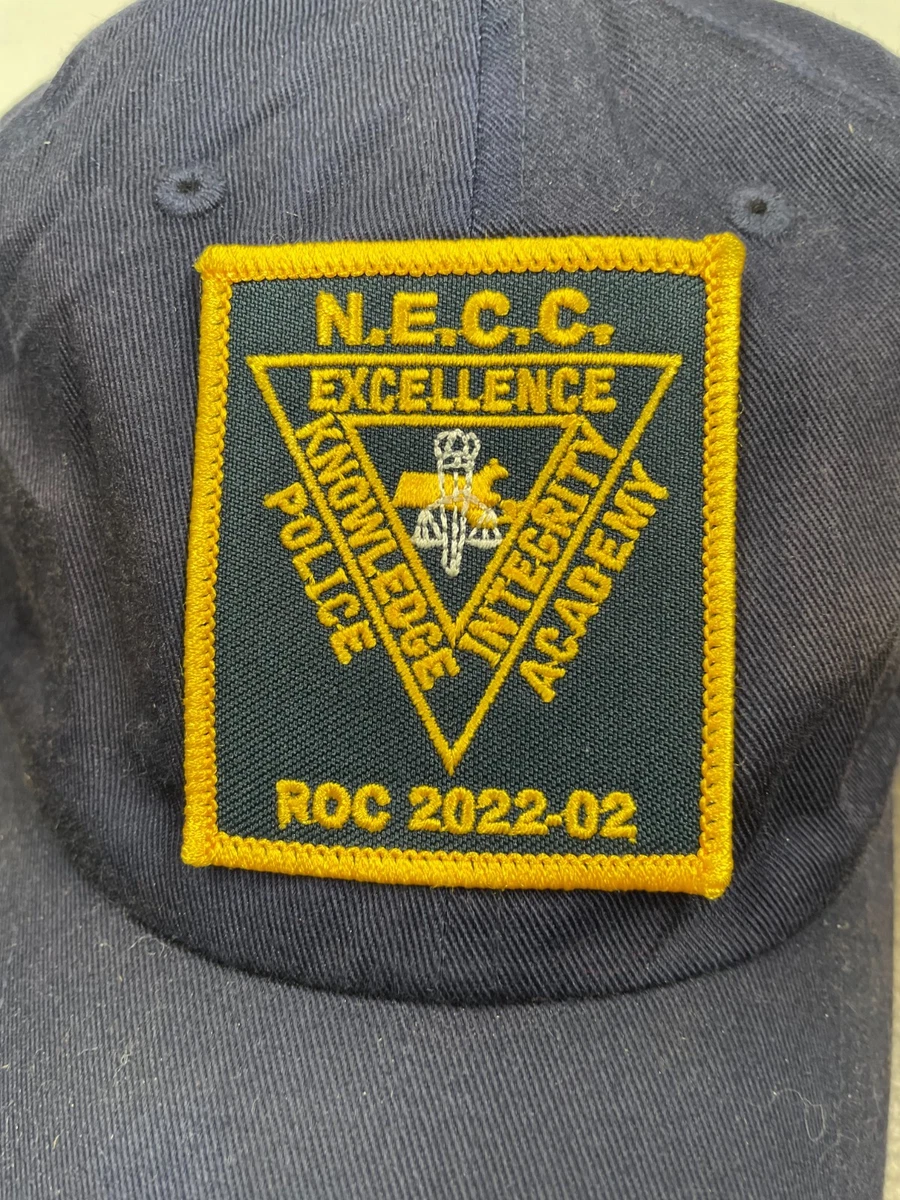 N.E.C.C.
EXCELLENCE
KNOWLEDGE
INTEGRITY
POLICE
ACADEMY
ROC 2022-02